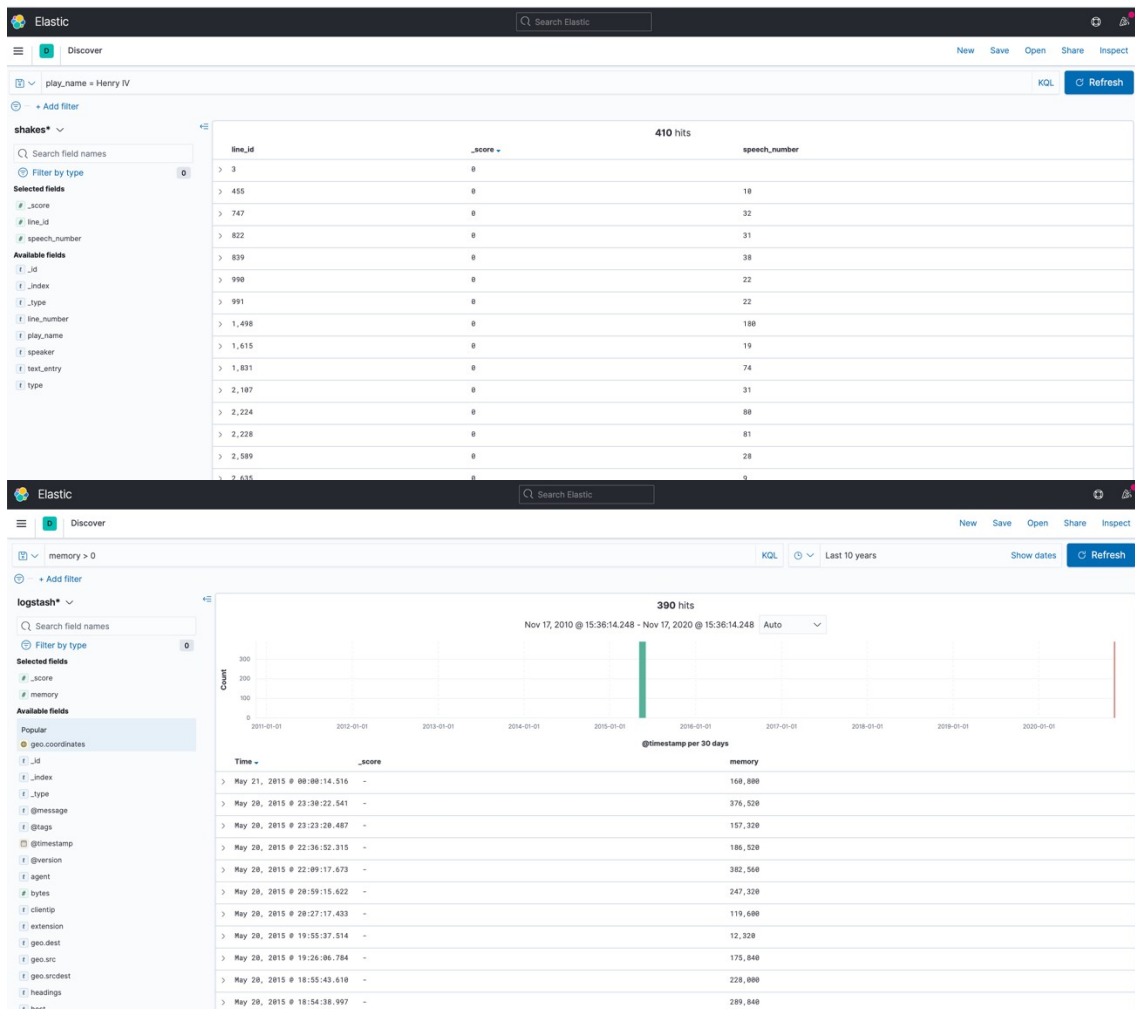 Elastic
Search Elastic
D Discover
New Save Open Share Inspect
play_name = Henry IV
KQL Refresh
+ Add filter
shakes*
Search field names
Filter by type 0
Selected fields
# _score
# line_id
# speech_number
Available fields
t _id
t _index
t _type
t line_number
t play_name
t speaker
t text_entry
t type
410 hits
line_id _score speech_number
3 0
455 0 10
747 0 32
822 0 31
839 0 38
990 0 22
991 0 22
1,498 0 180
1,615 0 19
1,831 0 74
2,107 0 31
2,224 0 80
2,228 0 81
2,589 0 28
2,635 0 9
Elastic
Search Elastic
D Discover
New Save Open Share Inspect
memory > 0
KQL Last 10 years Show dates Refresh
+ Add filter
logstash*
Search field names
Filter by type 0
Selected fields
# _score
# memory
Available fields
Popular
geo.coordinates
t _id
t _index
t _type
t @message
t @tags
@timestamp
t @version
t agent
# bytes
t clientip
t extension
t geo.dest
t geo.src
t geo.srcdest
t headings
t host
390 hits
Nov 17, 2010 @ 15:36:14.248 - Nov 17, 2020 @ 15:36:14.248 Auto
Count
300
200
100
0
2011-01-01 2012-01-01 2013-01-01 2014-01-01 2015-01-01 2016-01-01 2017-01-01 2018-01-01 2019-01-01 2020-01-01
@timestamp per 30 days
Time _score memory
May 21, 2015 @ 00:00:14.516 - 160,800
May 20, 2015 @ 23:30:22.541 - 376,520
May 20, 2015 @ 23:23:20.487 - 157,320
May 20, 2015 @ 22:36:52.315 - 186,520
May 20, 2015 @ 22:09:17.673 - 382,560
May 20, 2015 @ 20:59:15.622 - 247,320
May 20, 2015 @ 20:27:17.433 - 119,600
May 20, 2015 @ 19:55:37.514 - 12,320
May 20, 2015 @ 19:26:06.784 - 175,840
May 20, 2015 @ 18:55:43.610 - 228,000
May 20, 2015 @ 18:54:38.997 - 289,840